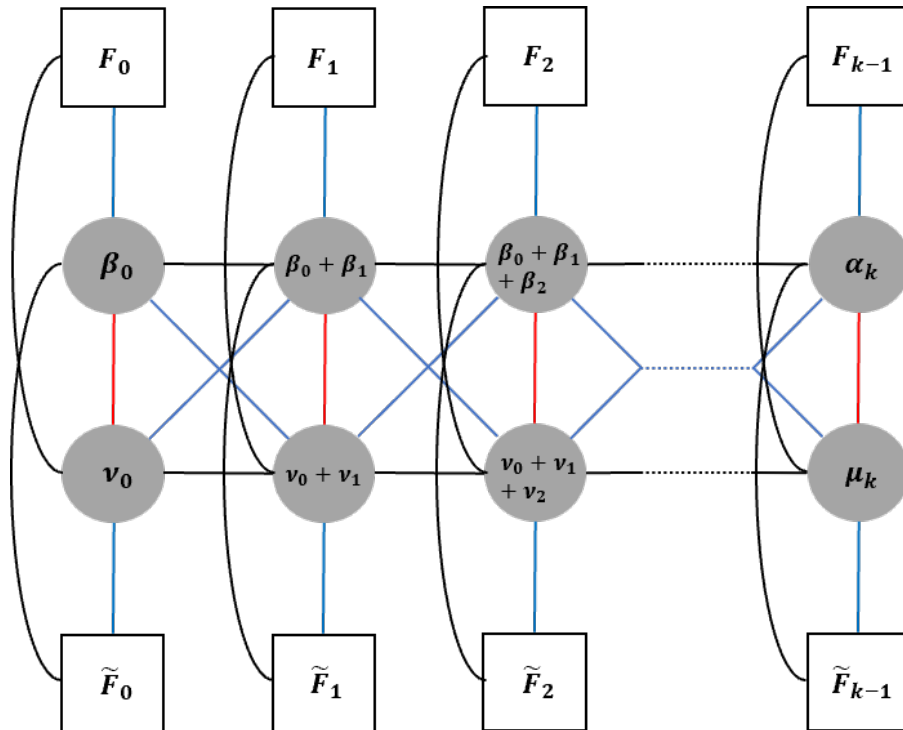 F₀ F₁ F₂ Fₖ₋₁
β₀ β₀ + β₁ β₀ + β₁ + β₂ αₖ
ν₀ ν₀ + ν₁ ν₀ + ν₁ + ν₂ μₖ
F̃₀ F̃₁ F̃₂ F̃ₖ₋₁